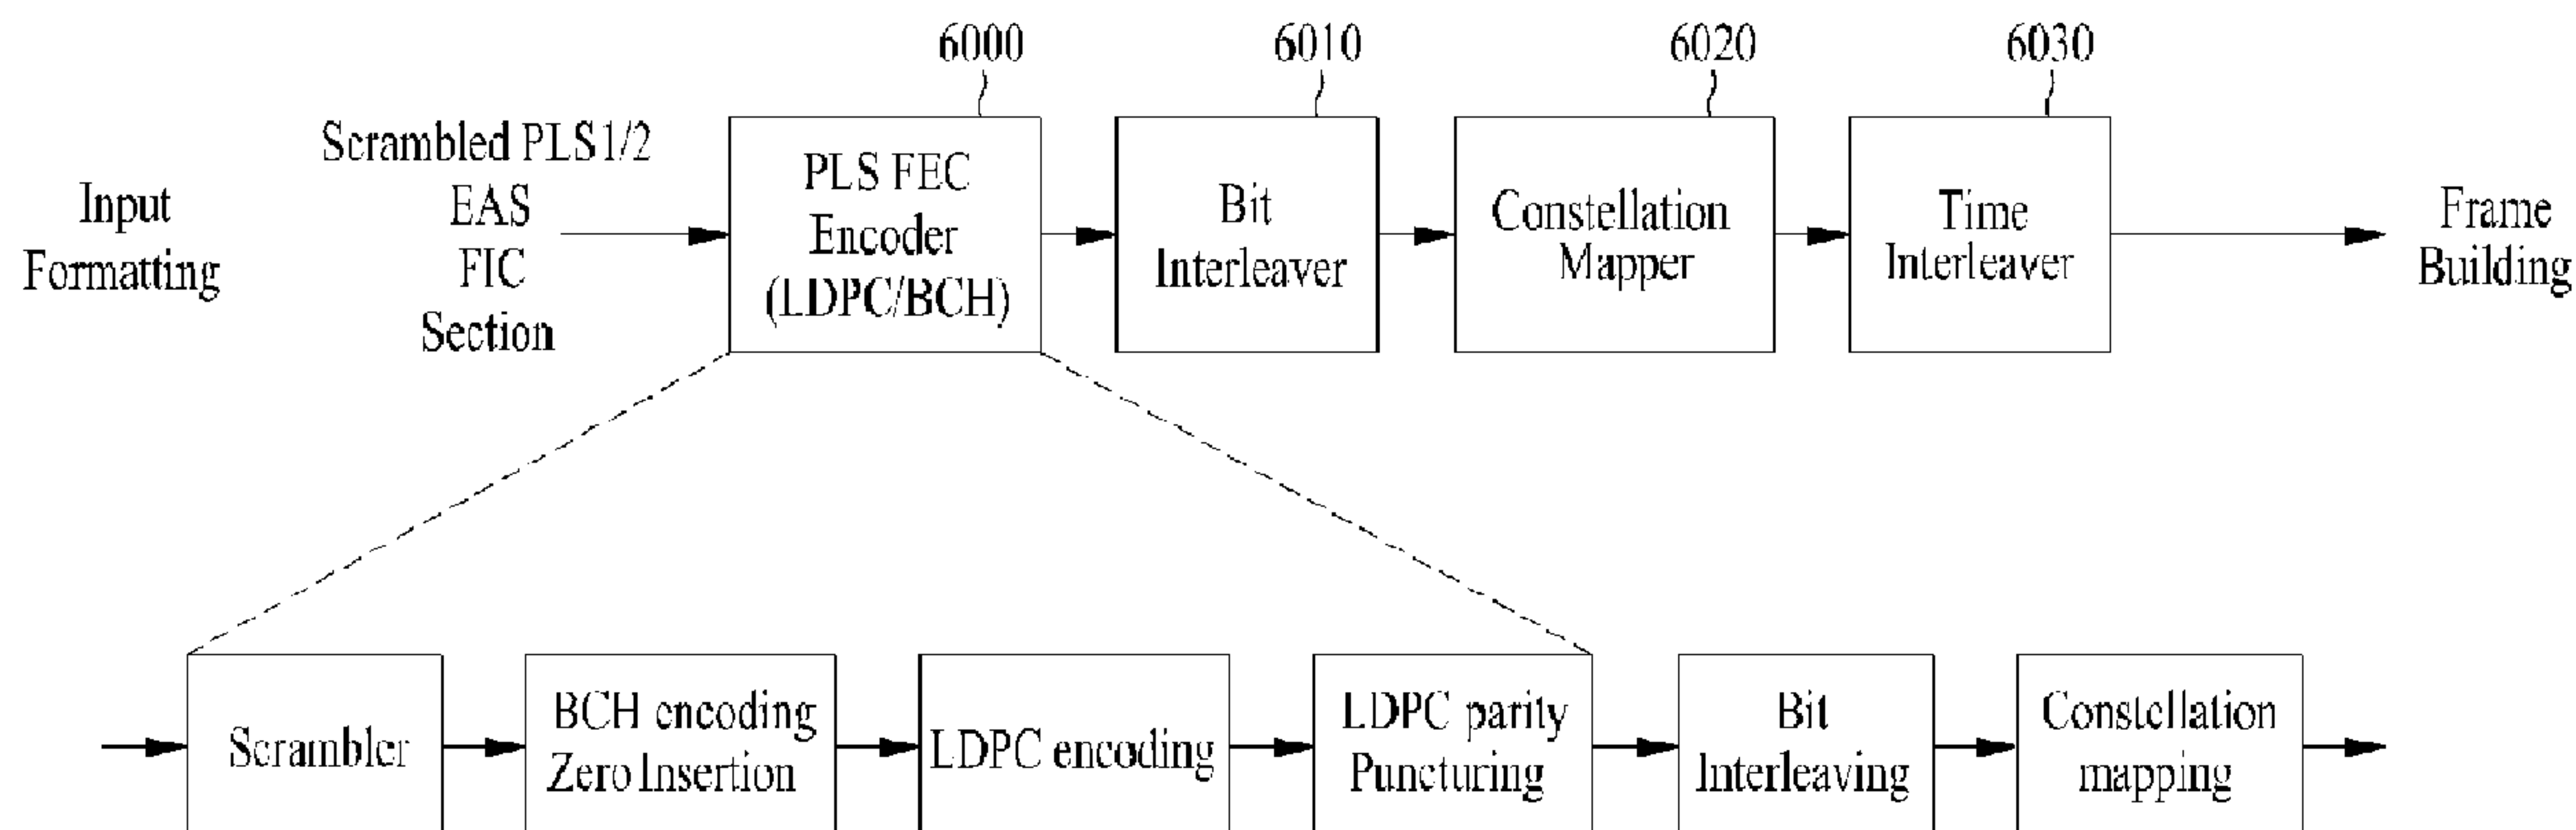 6000
6010
6020
6030
Input
Formatting
Scrambled PLS1/2
EAS
FIC
Section
PLS FEC
Encoder
(LDPC/BCH)
Bit
Interleaver
Constellation
Mapper
Time
Interleaver
Frame
Building
Scrambler
BCH encoding
Zero Insertion
LDPC encoding
LDPC parity
Puncturing
Bit
Interleaving
Constellation
mapping